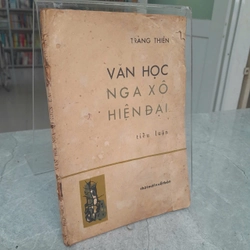 TRÀNG THIÊN
VĂN HỌC
NGA XÔ
HIỆN ĐẠI
tiểu luận